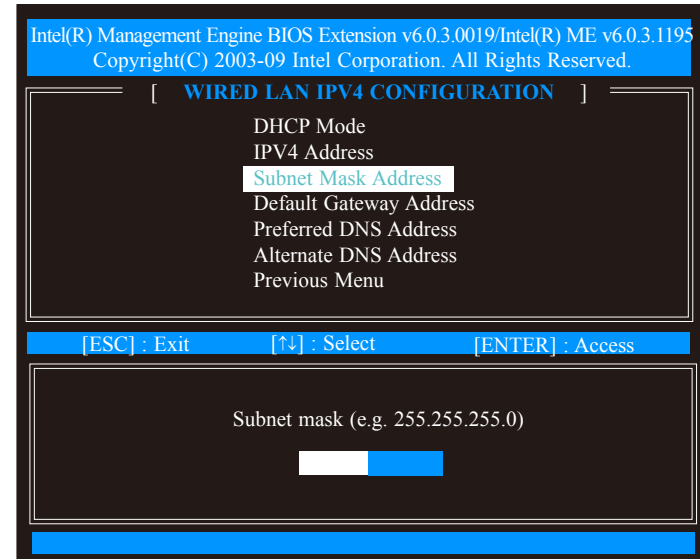 Intel(R) Management Engine BIOS Extension v6.0.3.0019/Intel(R) ME v6.0.3.1195
Copyright(C) 2003-09 Intel Corporation. All Rights Reserved.
[ WIRED LAN IPV4 CONFIGURATION ]
DHCP Mode
IPV4 Address
Subnet Mask Address
Default Gateway Address
Preferred DNS Address
Alternate DNS Address
Previous Menu
[ESC] : Exit [↑↓] : Select [ENTER] : Access
Subnet mask (e.g. 255.255.255.0)